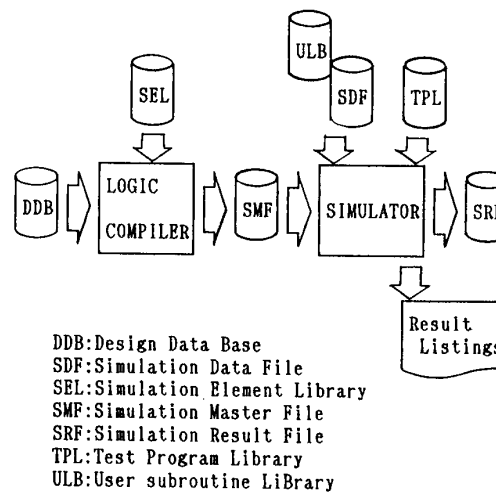 ULB
SEL
SDF
TPL
DDB
LOGIC
COMPILER
SMF
SIMULATOR
SRF
Result
Listings
DDB:Design Data Base
SDF:Simulation Data File
SEL:Simulation Element Library
SMF:Simulation Master File
SRF:Simulation Result File
TPL:Test Program Library
ULB:User subroutine LiBrary